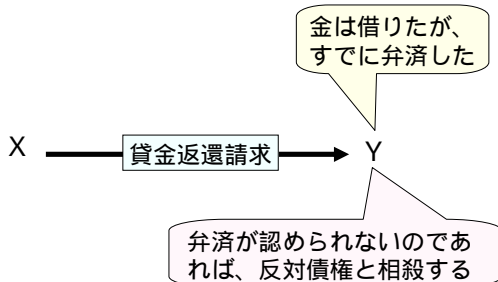 金は借りたが、
すでに弁済した
X
貸金返還請求
Y
弁済が認められないのであ
れば、反対債権と相殺する